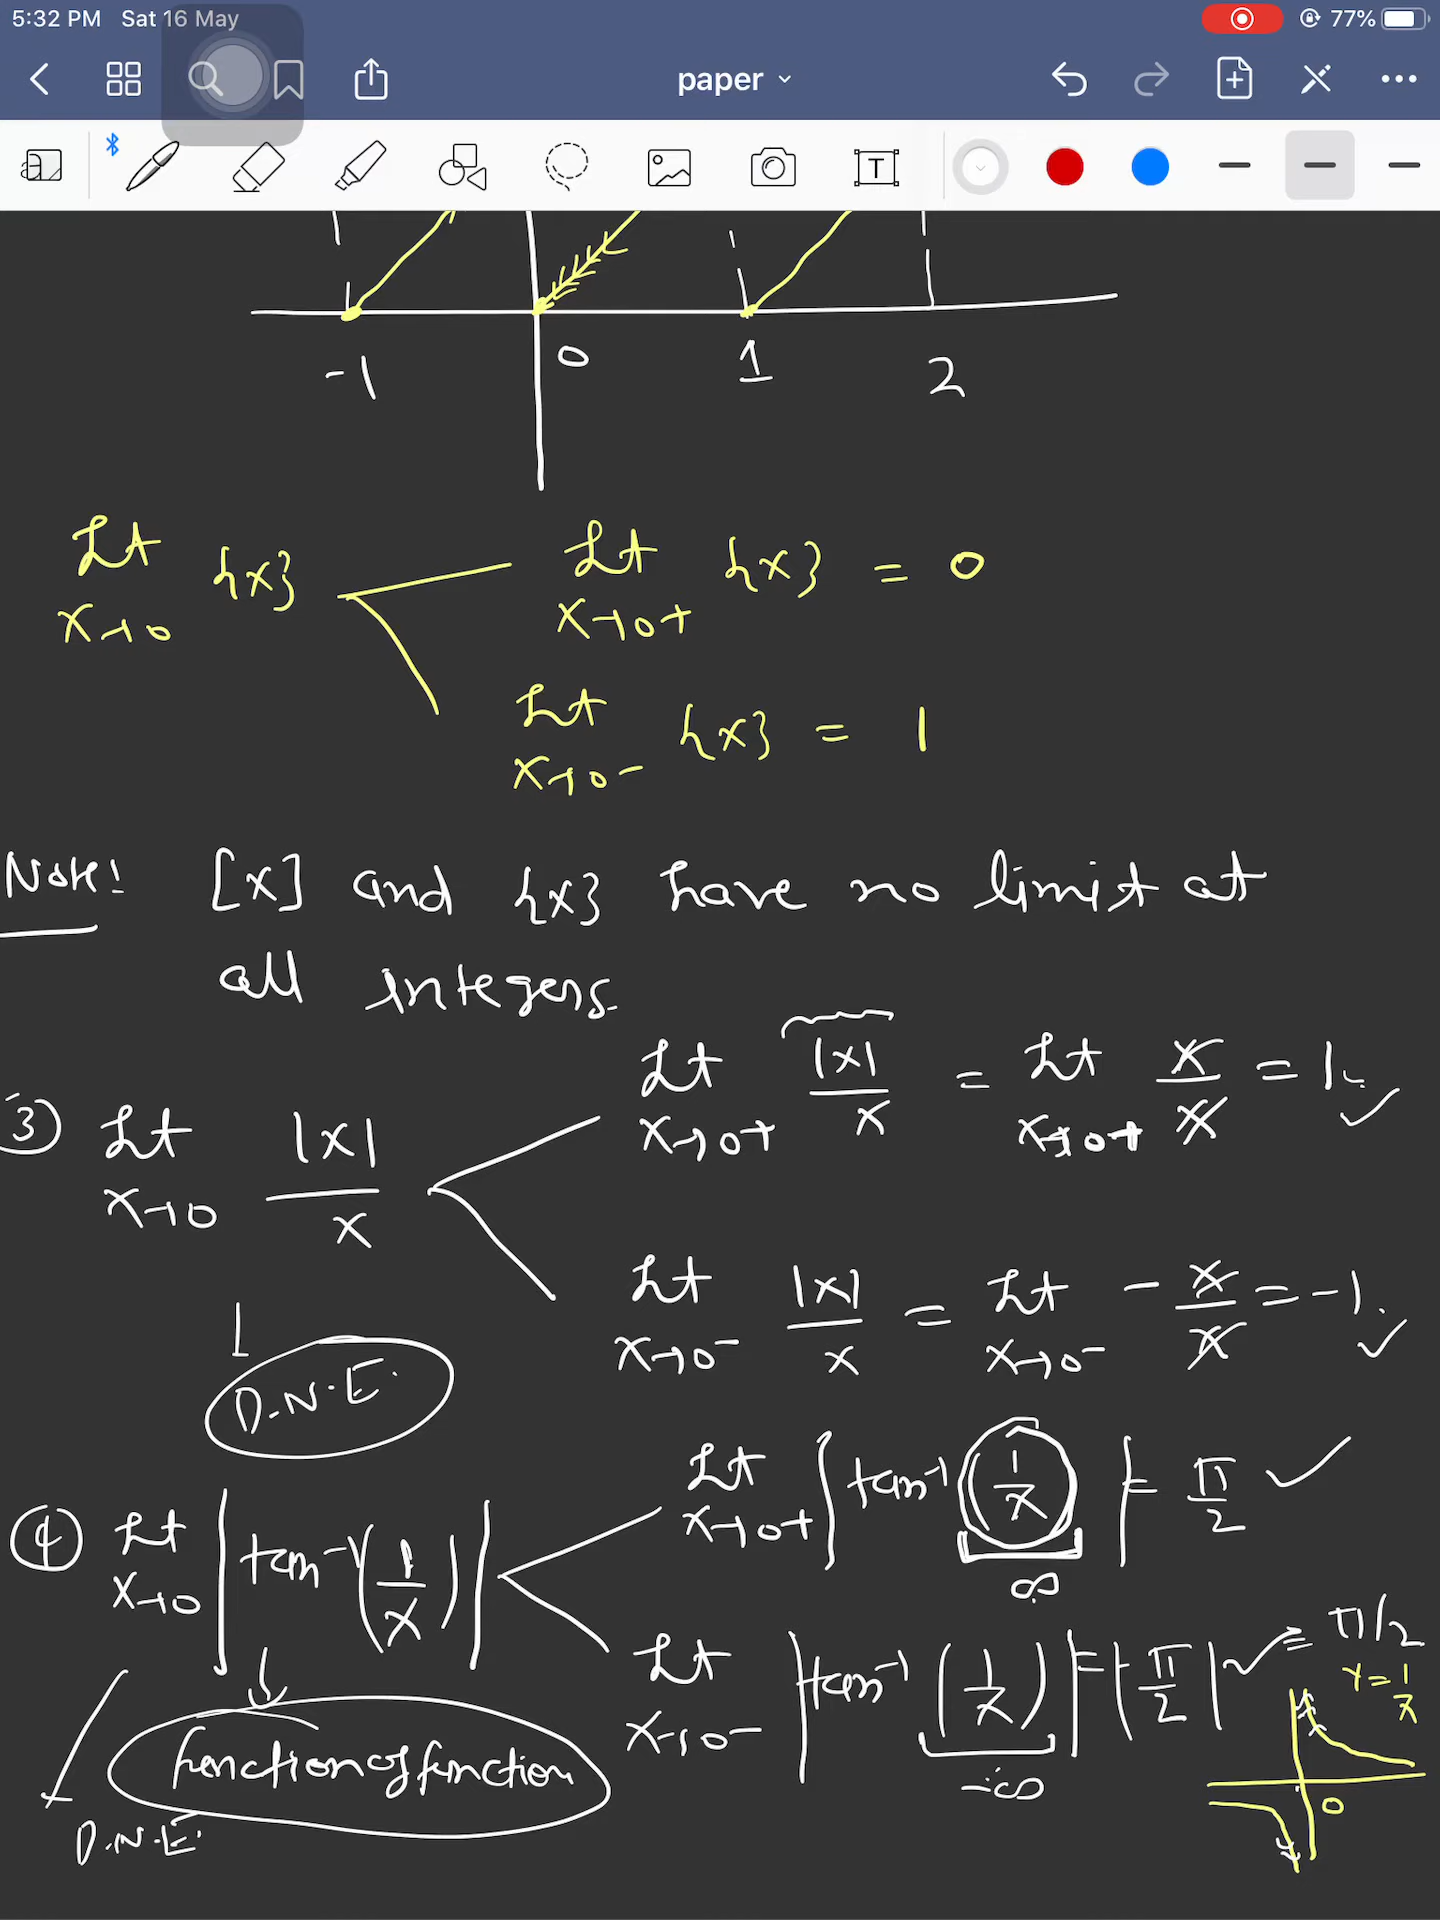 5:32 PM Sat 16 May 77%
paper
T
-1 0 1 2
Lt x→0 {x} Lt x→0+ {x} = 0
Lt x→0- {x} = 1
Note! [x] and {x} have no limit at
all integers.
③ Lt x→0 |x|/x Lt x→0+ |x|/x = Lt x→0+ x/x = 1.
Lt x→0- |x|/x = Lt x→0- -x/x = -1.
D.N.E.
④ Lt x→0 |tan⁻¹(1/x)| Lt x→0+ |tan⁻¹(1/x)| = π/2
∞
Lt x→0- |tan⁻¹(1/x)| = |-π/2| = π/2
-∞
Y = 1/x
0
function of function
D.N.E.